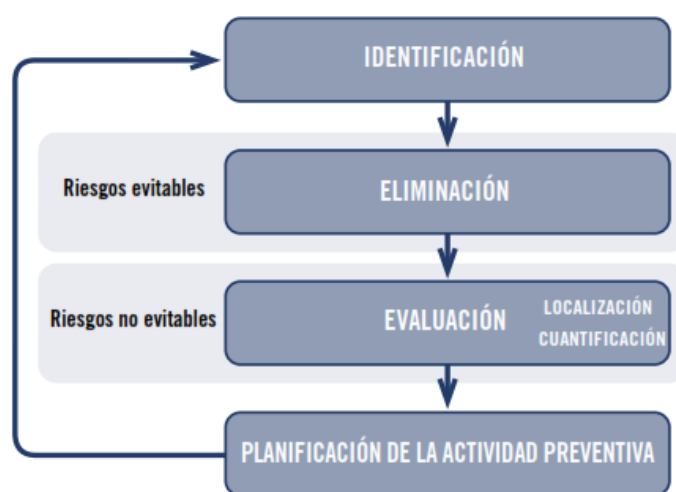 IDENTIFICACIÓN
Riesgos evitables
ELIMINACIÓN
Riesgos no evitables
EVALUACIÓN
LOCALIZACIÓN
CUANTIFICACIÓN
PLANIFICACIÓN DE LA ACTIVIDAD PREVENTIVA